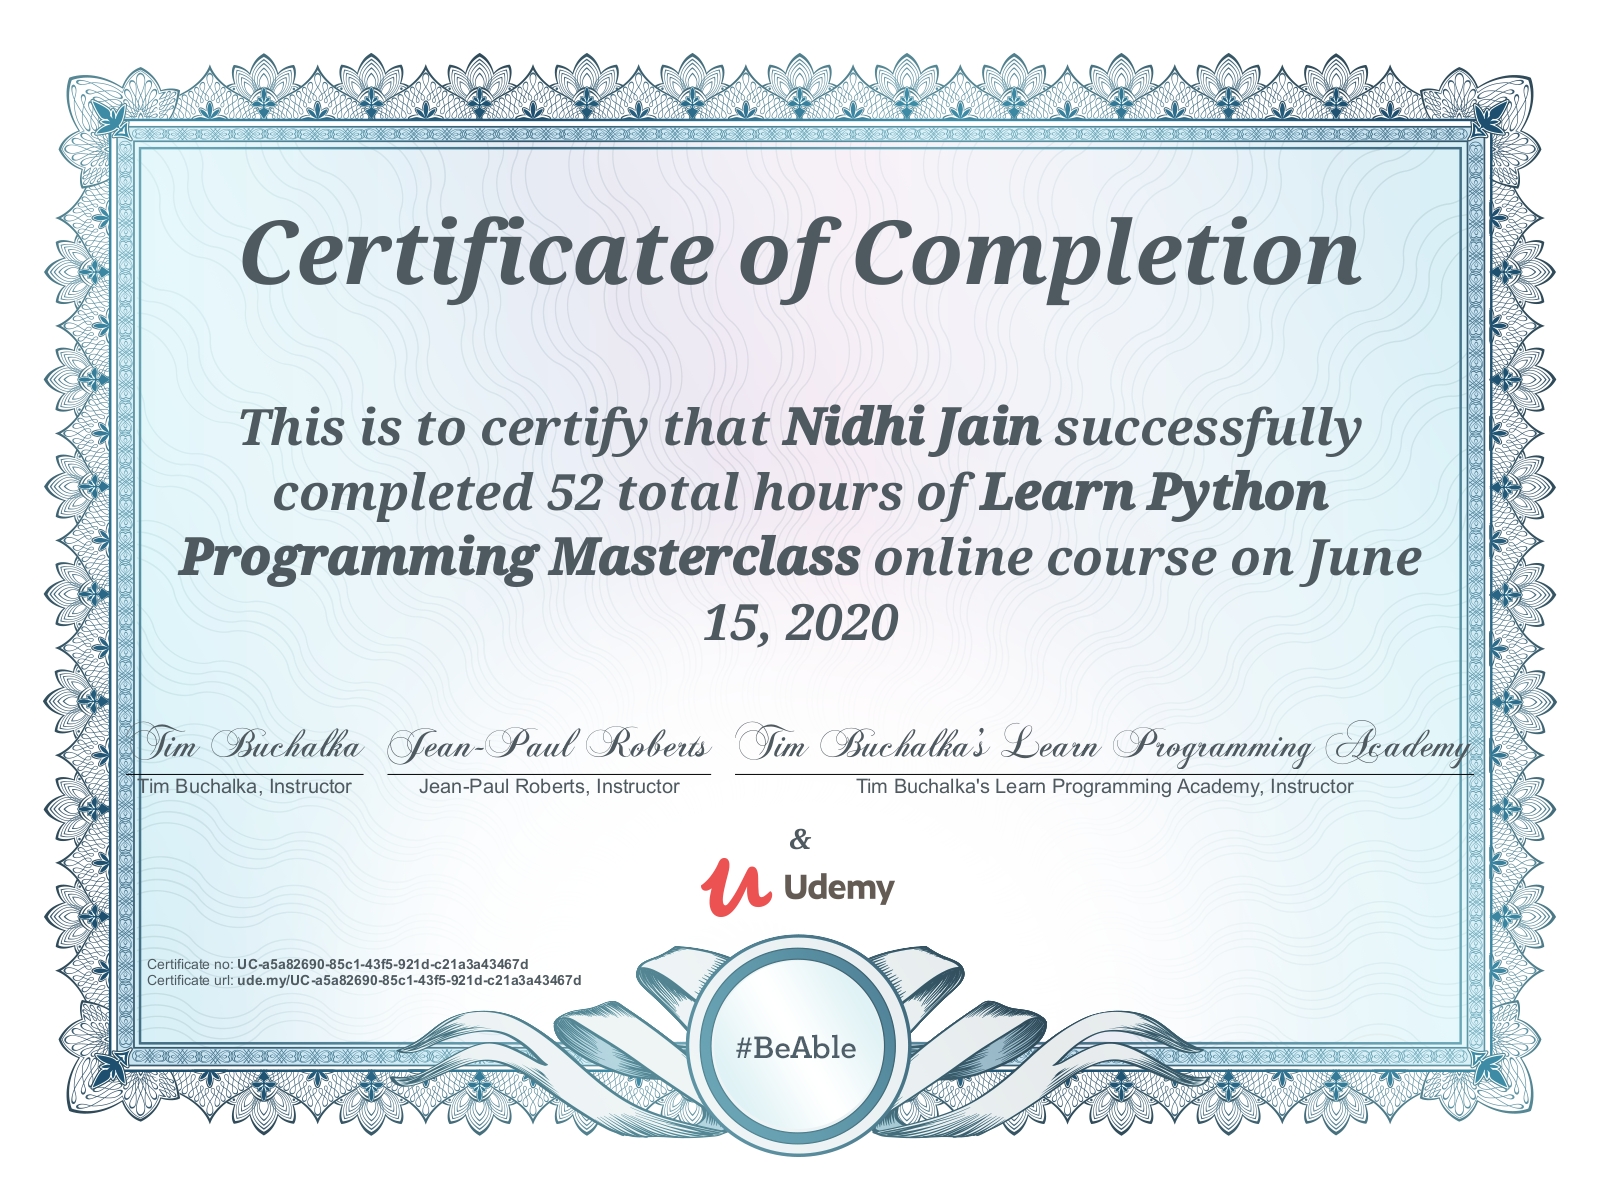 Certificate of Completion
This is to certify that Nidhi Jain successfully
completed 52 total hours of Learn Python
Programming Masterclass online course on June
15, 2020
Tim Buchalka Jean-Paul Roberts Tim Buchalka's Learn Programming Academy
Tim Buchalka, Instructor Jean-Paul Roberts, Instructor Tim Buchalka's Learn Programming Academy, Instructor
&
Udemy
Certificate no: UC-a5a82690-85c1-43f5-921d-c21a3a43467d
Certificate url: ude.my/UC-a5a82690-85c1-43f5-921d-c21a3a43467d
#BeAble